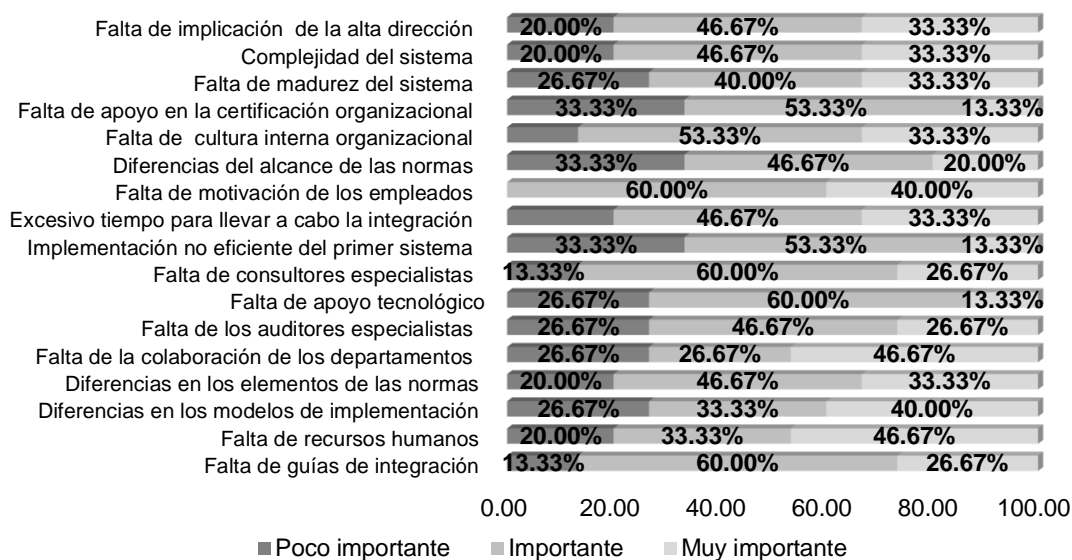 Falta de implicación de la alta dirección 20.00% 46.67% 33.33%
Complejidad del sistema 20.00% 46.67% 33.33%
Falta de madurez del sistema 26.67% 40.00% 33.33%
Falta de apoyo en la certificación organizacional 33.33% 53.33% 13.33%
Falta de cultura interna organizacional 53.33% 33.33%
Diferencias del alcance de las normas 33.33% 46.67% 20.00%
Falta de motivación de los empleados 60.00% 40.00%
Excesivo tiempo para llevar a cabo la integración 46.67% 33.33%
Implementación no eficiente del primer sistema 33.33% 53.33% 13.33%
Falta de consultores especialistas 13.33% 60.00% 26.67%
Falta de apoyo tecnológico 26.67% 60.00% 13.33%
Falta de los auditores especialistas 26.67% 46.67% 26.67%
Falta de la colaboración de los departamentos 26.67% 26.67% 46.67%
Diferencias en los elementos de las normas 20.00% 46.67% 33.33%
Diferencias en los modelos de implementación 26.67% 33.33% 40.00%
Falta de recursos humanos 20.00% 33.33% 46.67%
Falta de guías de integración 13.33% 60.00% 26.67%
0.00 20.00 40.00 60.00 80.00 100.00
Poco importante Importante Muy importante